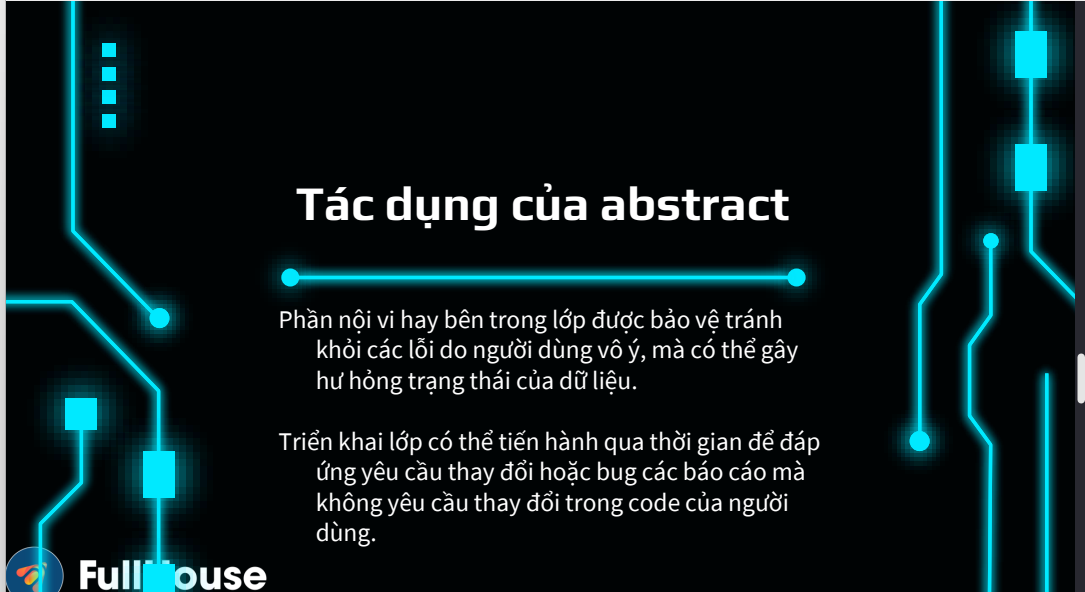 Tác dụng của abstract
Phần nội vi hay bên trong lớp được bảo vệ tránh
khỏi các lỗi do người dùng vô ý, mà có thể gây
hư hỏng trạng thái của dữ liệu.
Triển khai lớp có thể tiến hành qua thời gian để đáp
ứng yêu cầu thay đổi hoặc bug các báo cáo mà
không yêu cầu thay đổi trong code của người
dùng.
FullHouse